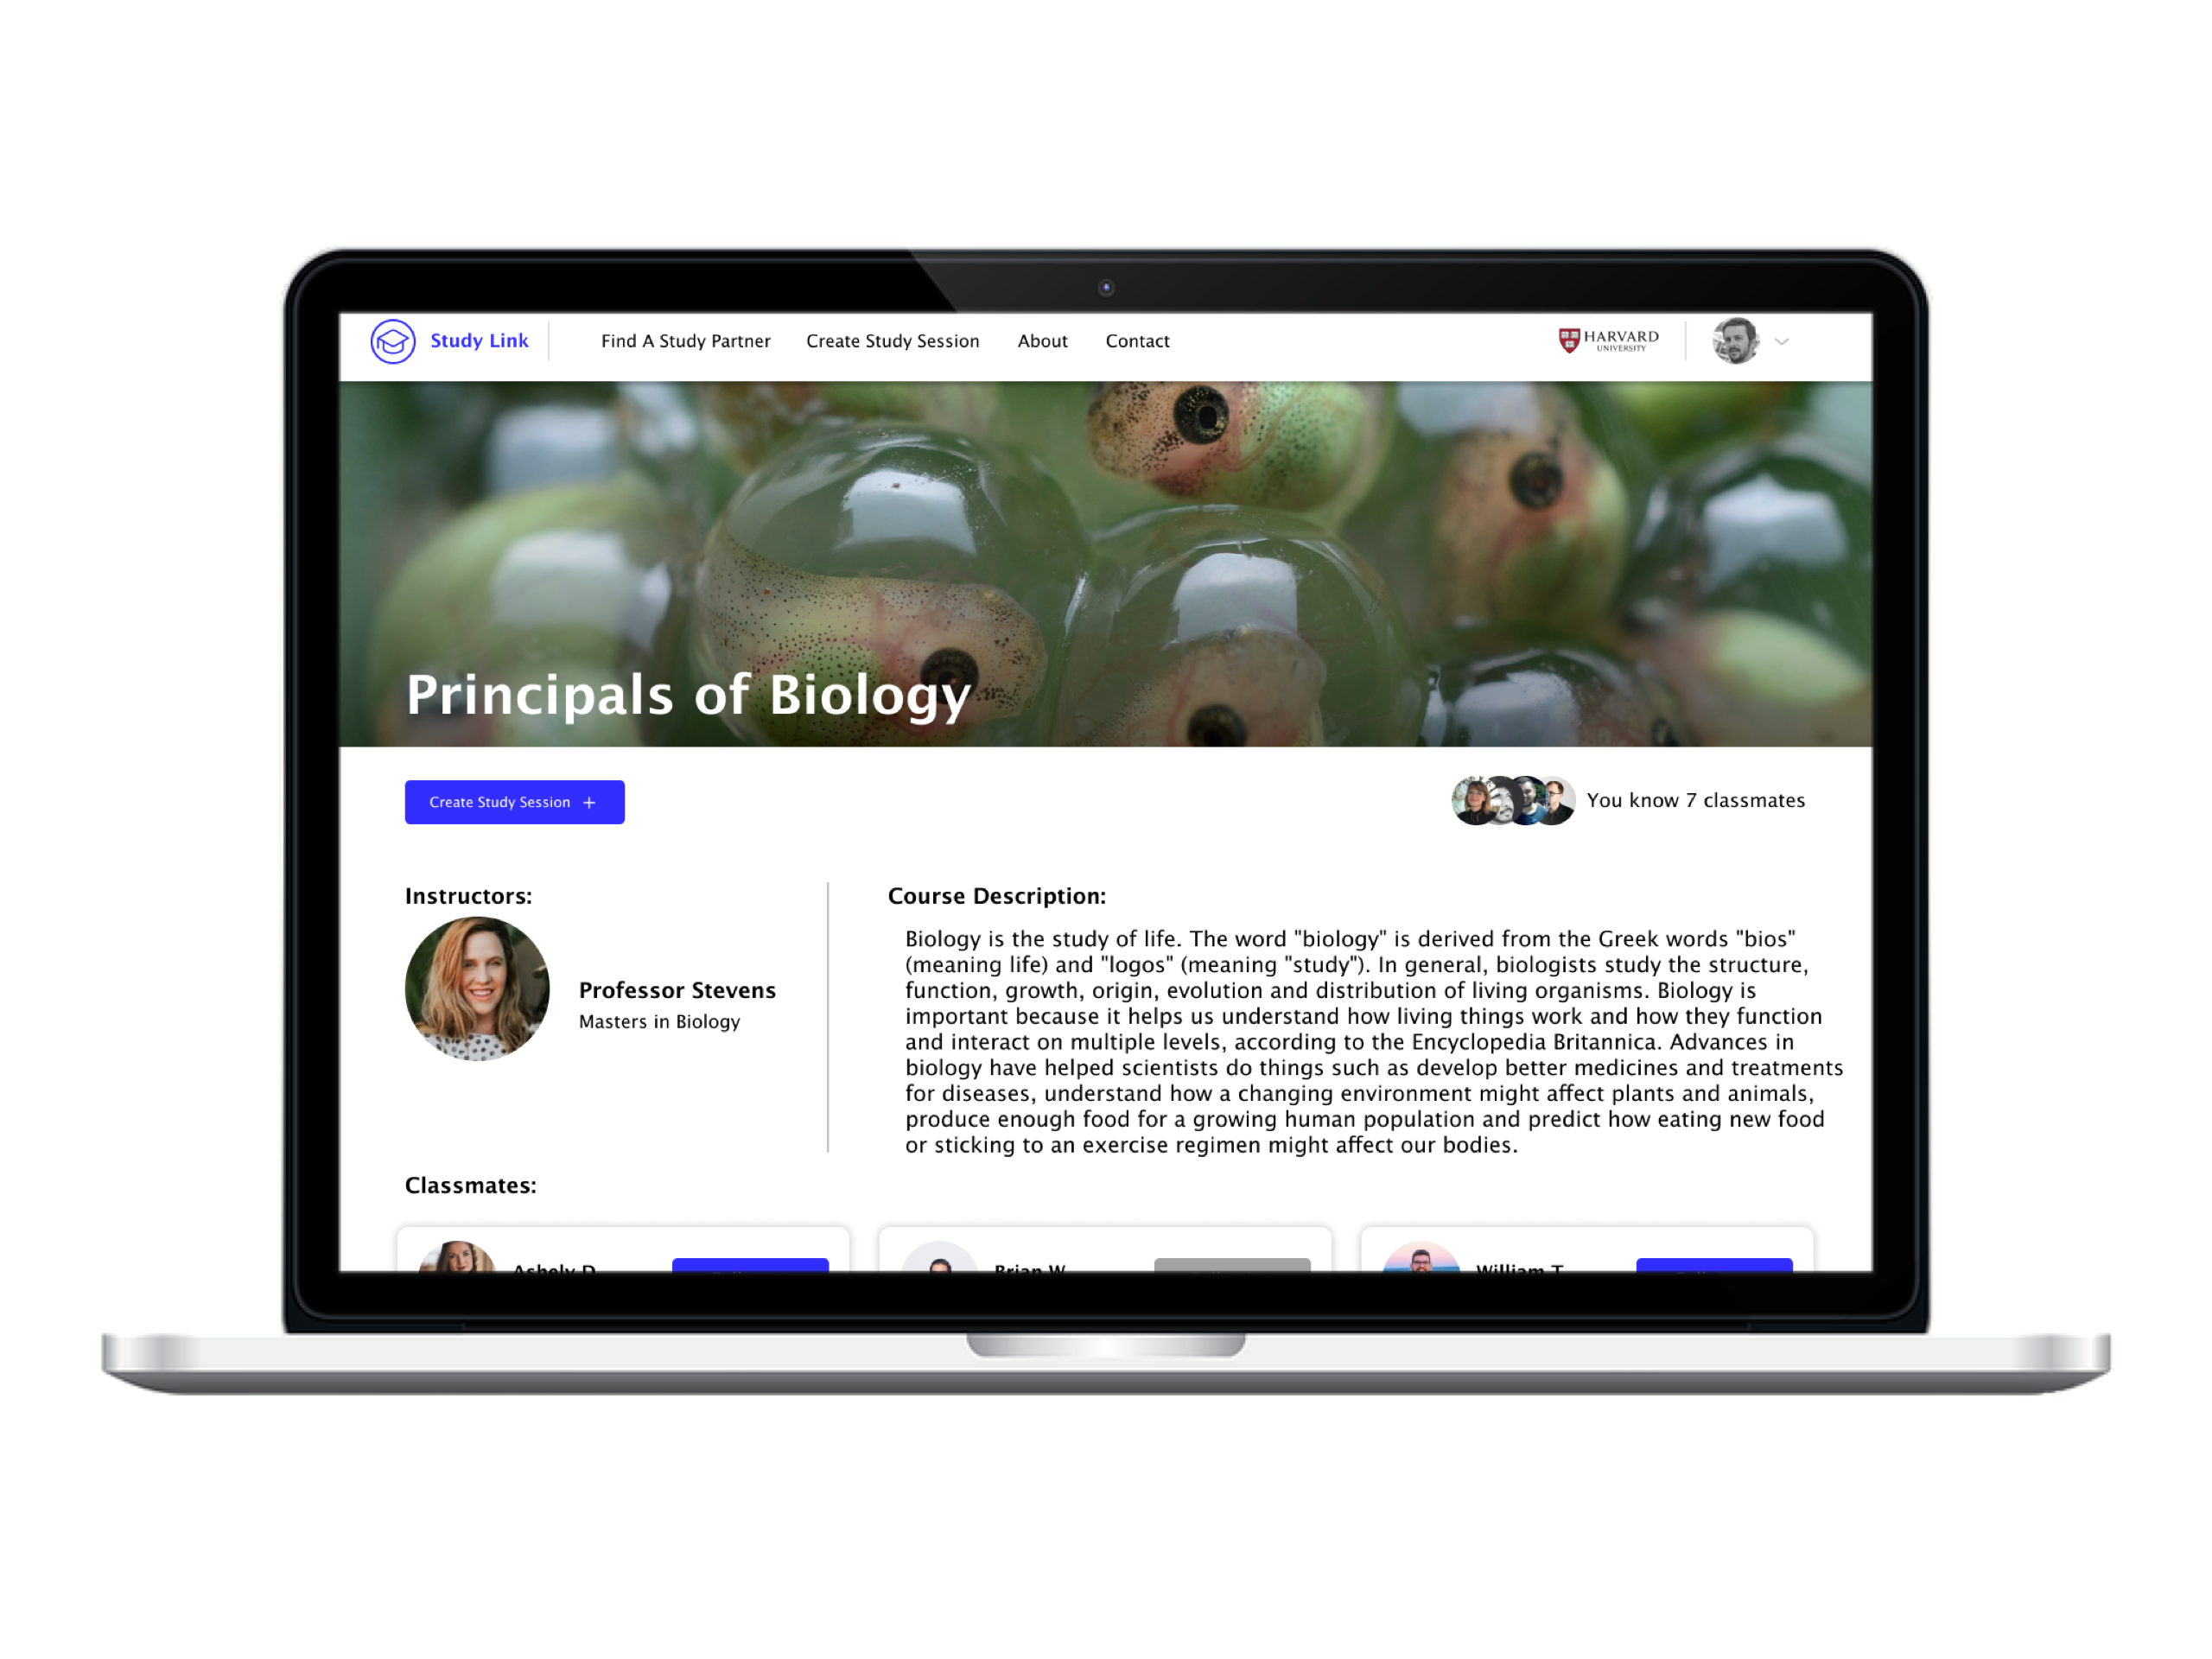 Study Link
Find A Study Partner
Create Study Session
About
Contact
HARVARD
UNIVERSITY
Principals of Biology
Create Study Session +
You know 7 classmates
Instructors:
Professor Stevens
Masters in Biology
Course Description:
Biology is the study of life. The word "biology" is derived from the Greek words "bios"
(meaning life) and "logos" (meaning "study"). In general, biologists study the structure,
function, growth, origin, evolution and distribution of living organisms. Biology is
important because it helps us understand how living things work and how they function
and interact on multiple levels, according to the Encyclopedia Britannica. Advances in
biology have helped scientists do things such as develop better medicines and treatments
for diseases, understand how a changing environment might affect plants and animals,
produce enough food for a growing human population and predict how eating new food
or sticking to an exercise regimen might affect our bodies.
Classmates:
Ashely D
Brian W
William T